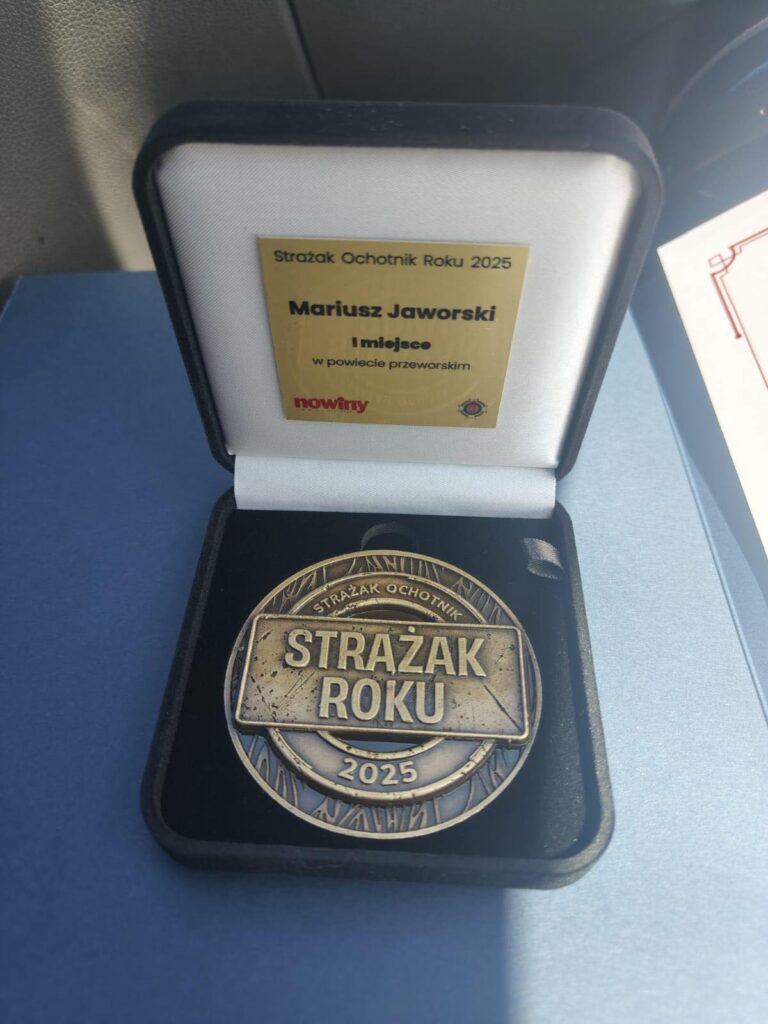 Strażak Ochotnik Roku 2025
Mariusz Jaworski
I miejsce
w powiecie przeworskim
nowiny
STRAŻAK OCHOTNIK
STRAŻAK
ROKU
2025